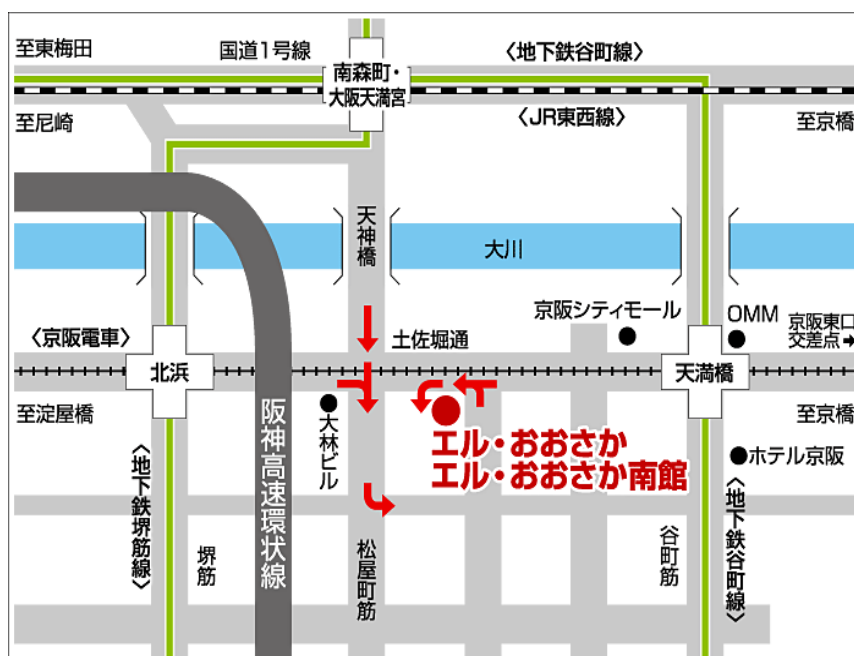 至東梅田
国道1号線
南森町・
大阪天満宮
〈地下鉄谷町線〉
至尼崎
〈JR東西線〉
至京橋
天神橋
大川
京阪シティモール
OMM
京阪東口
交差点
〈京阪電車〉
土佐堀通
北浜
天満橋
至淀屋橋
大林ビル
阪神高速環状線
エル・おおさか
エル・おおさか南館
至京橋
ホテル京阪
〈地下鉄堺筋線〉
堺筋
松屋町筋
谷町筋
〈地下鉄谷町線〉